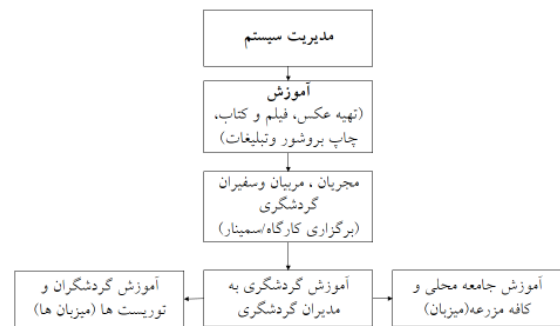 مدیریت سیستم
آموزش
(تهیه عکس، فیلم و کتاب،
چاپ بروشور وتبلیغات)
مجریان ، مربیان وسفیران
گردشگری
(برگزاری کارگاه/سمینار)
آموزش جامعه محلی و
کافه مزرعه(میزبان)
آموزش گردشگری به
مدیران گردشگری
آموزش گردشگران و
توریست ها (میزبان ها)